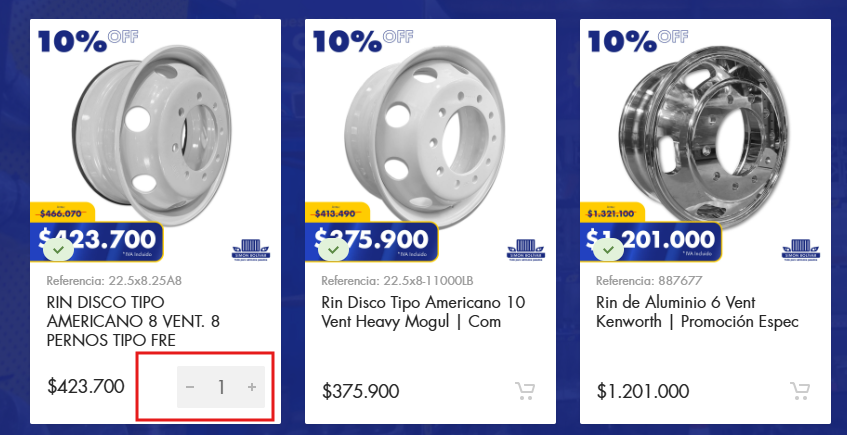 10% OFF
$466.070
$423.700
*IVA Incluido
SIMON BOLIVAR
Referencia: 22.5x8.25A8
RIN DISCO TIPO
AMERICANO 8 VENT. 8
PERNOS TIPO FRE
$423.700
− 1 +
10% OFF
$413.490
$375.900
*IVA Incluido
SIMON BOLIVAR
Referencia: 22.5x8-11000LB
Rin Disco Tipo Americano 10
Vent Heavy Mogul | Com
$375.900
10% OFF
$1.321.100
$1.201.000
*IVA Incluido
SIMON BOLIVAR
Referencia: 887677
Rin de Aluminio 6 Vent
Kenworth | Promoción Espec
$1.201.000